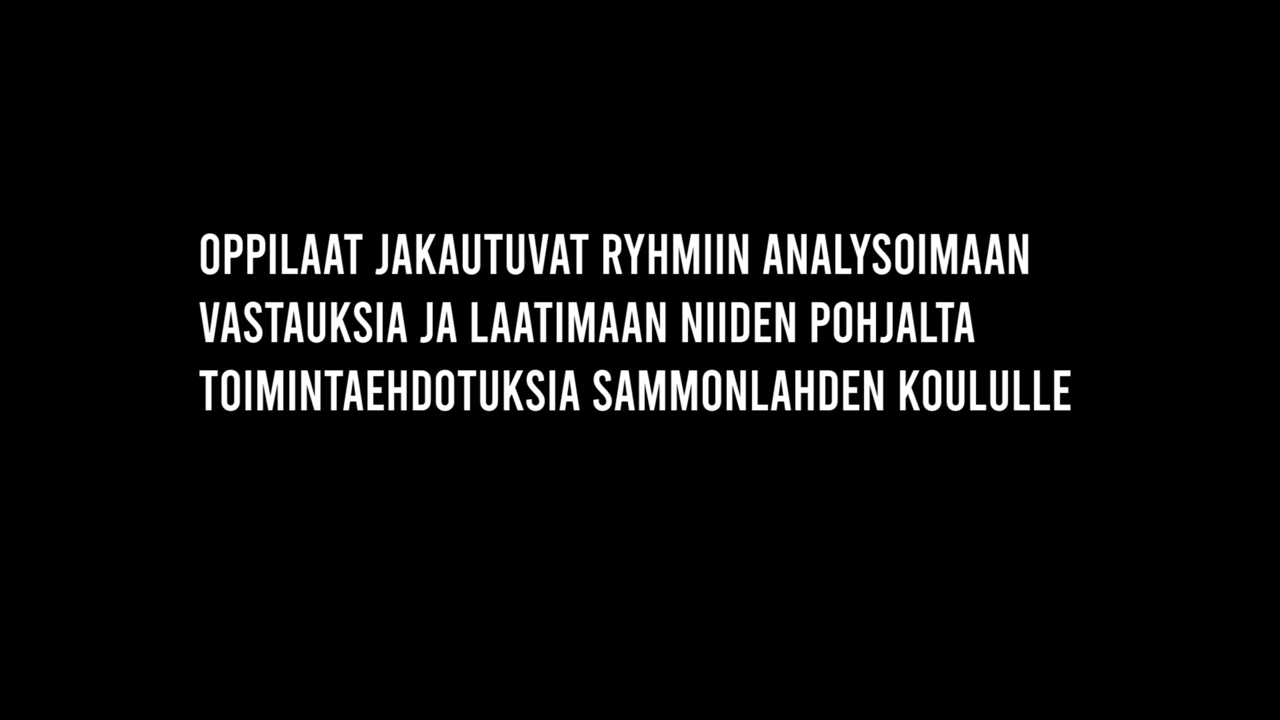 OPPILAAT JAKAUTUVAT RYHMIIN ANALYSOIMAAN
VASTAUKSIA JA LAATIMAAN NIIDEN POHJALTA
TOIMINTAEHDOTUKSIA SAMMONLAHDEN KOULULLE